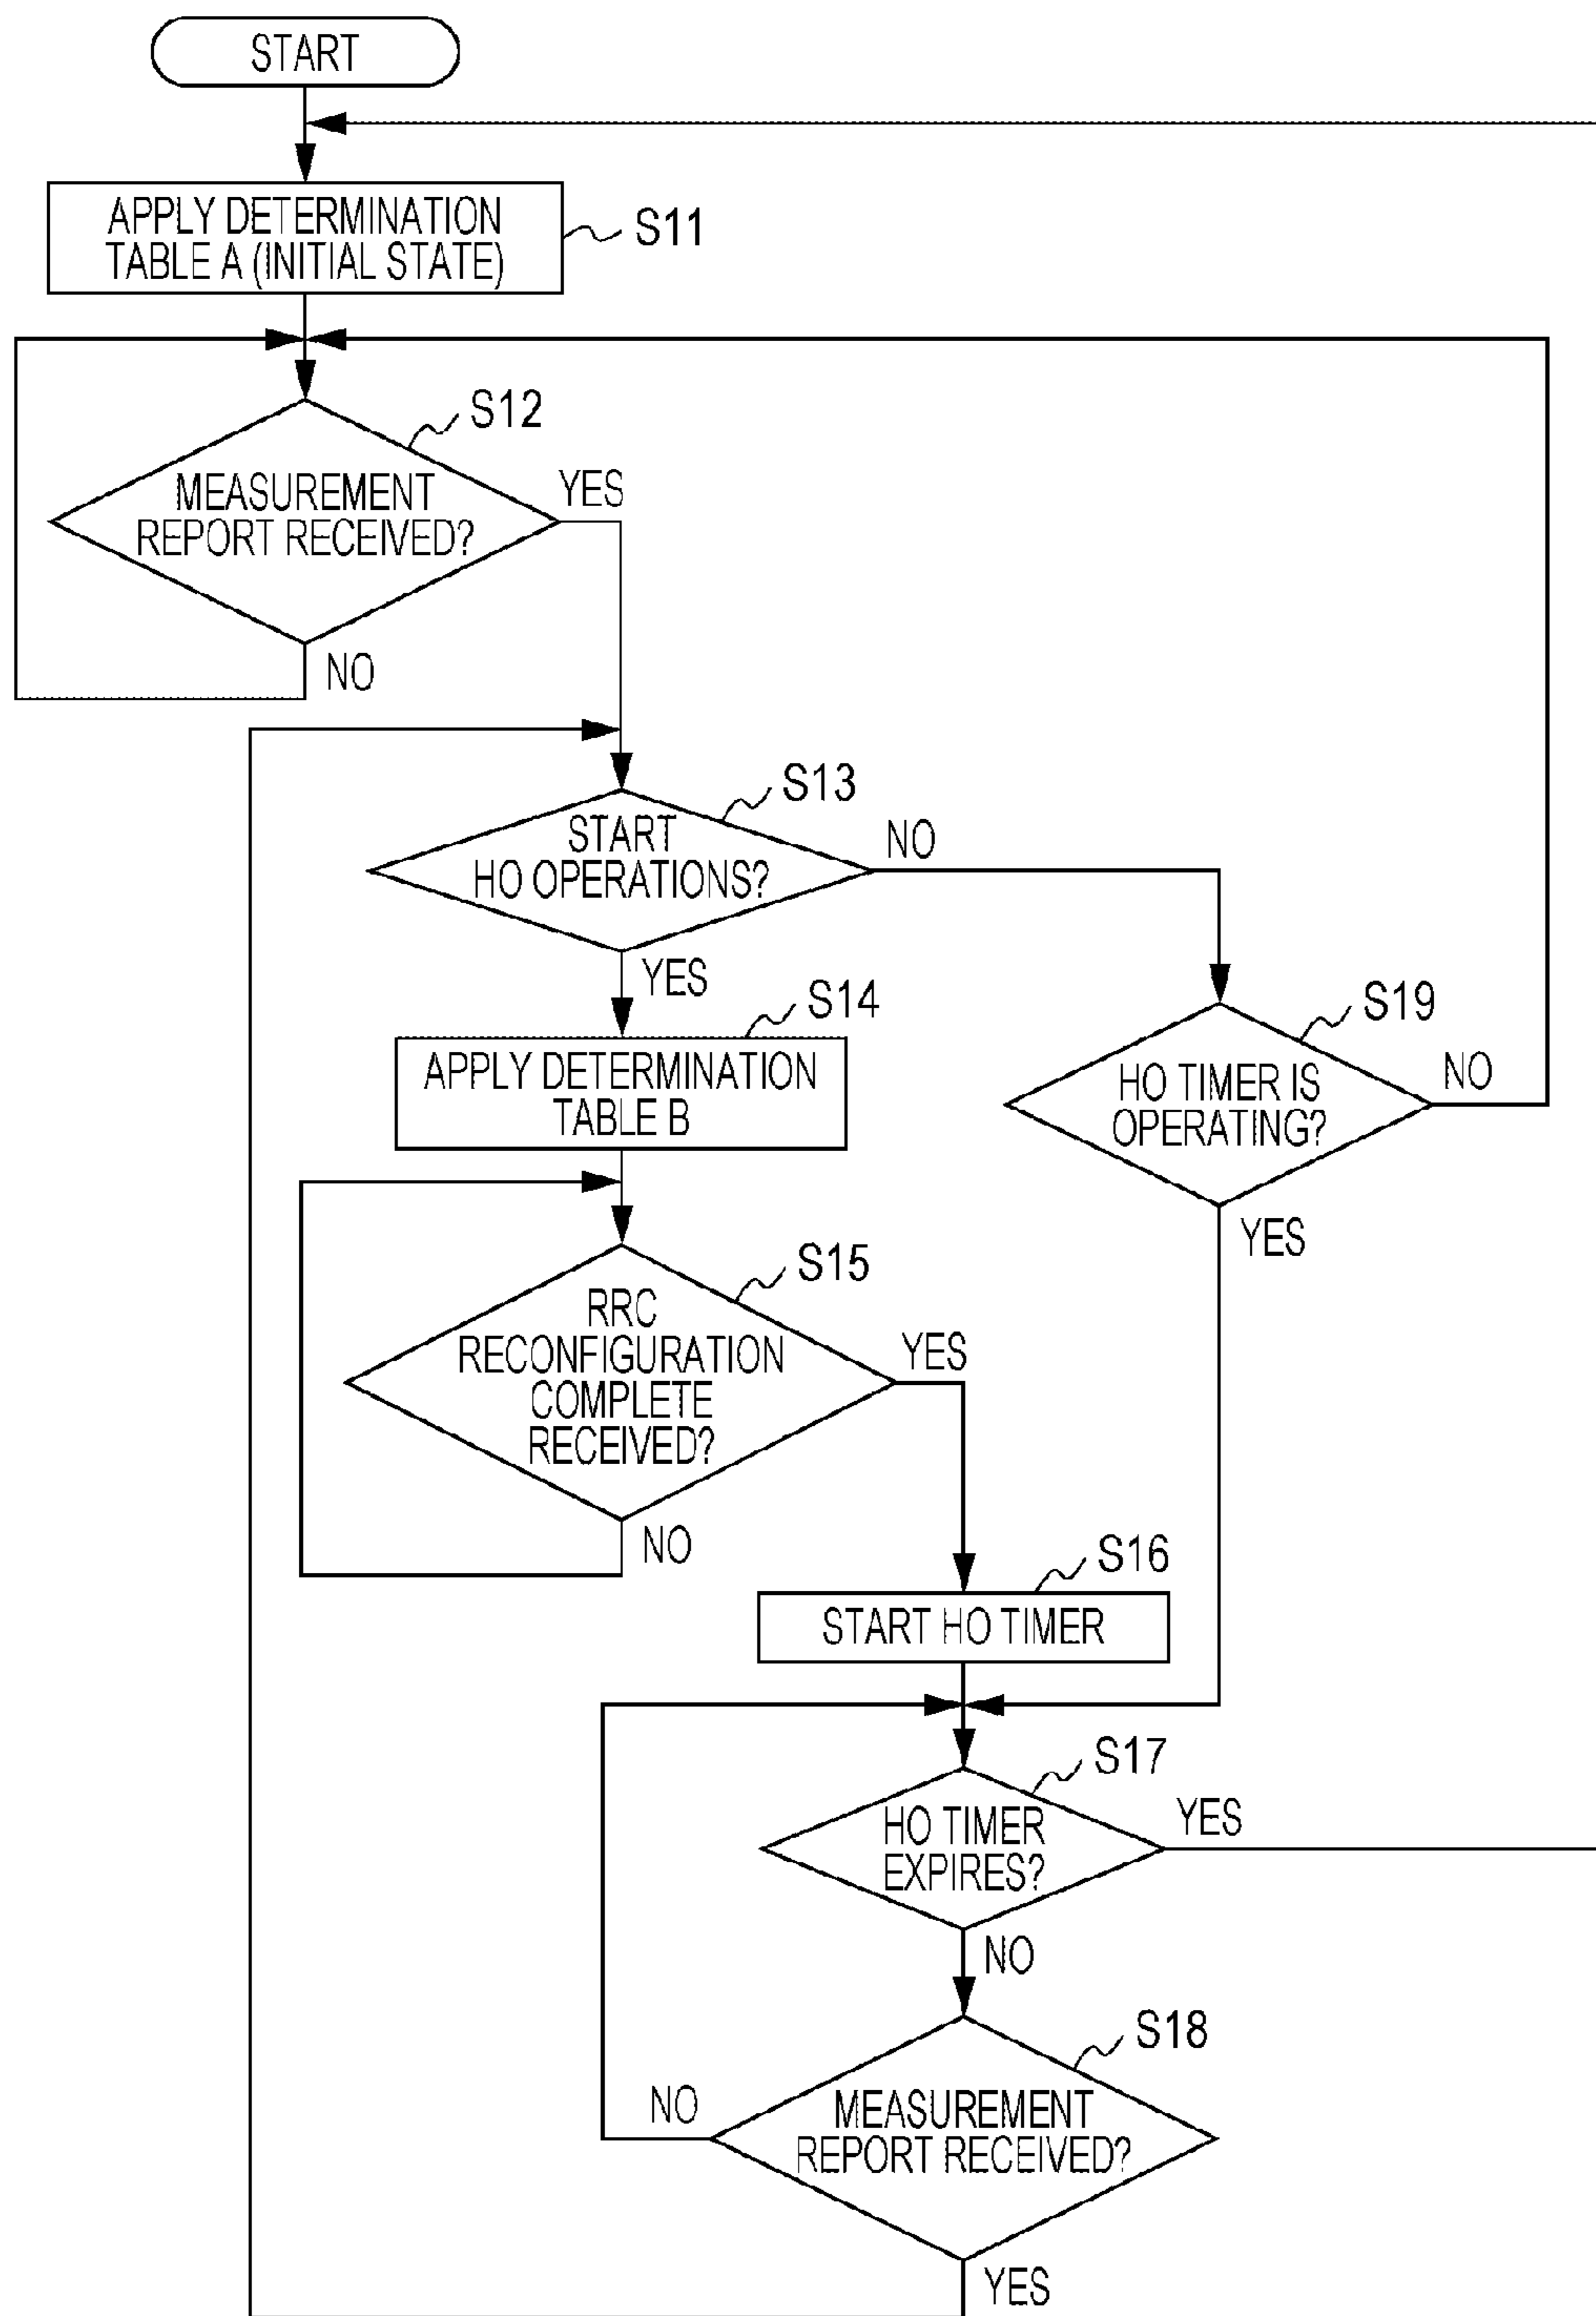 START
APPLY DETERMINATION
TABLE A (INITIAL STATE)
S11
S12
MEASUREMENT
REPORT RECEIVED?
YES
NO
S13
START
HO OPERATIONS?
NO
YES
S14
APPLY DETERMINATION
TABLE B
S19
HO TIMER IS
OPERATING?
NO
YES
S15
RRC
RECONFIGURATION
COMPLETE
RECEIVED?
YES
NO
S16
START HO TIMER
S17
HO TIMER
EXPIRES?
YES
NO
S18
MEASUREMENT
REPORT RECEIVED?
NO
YES